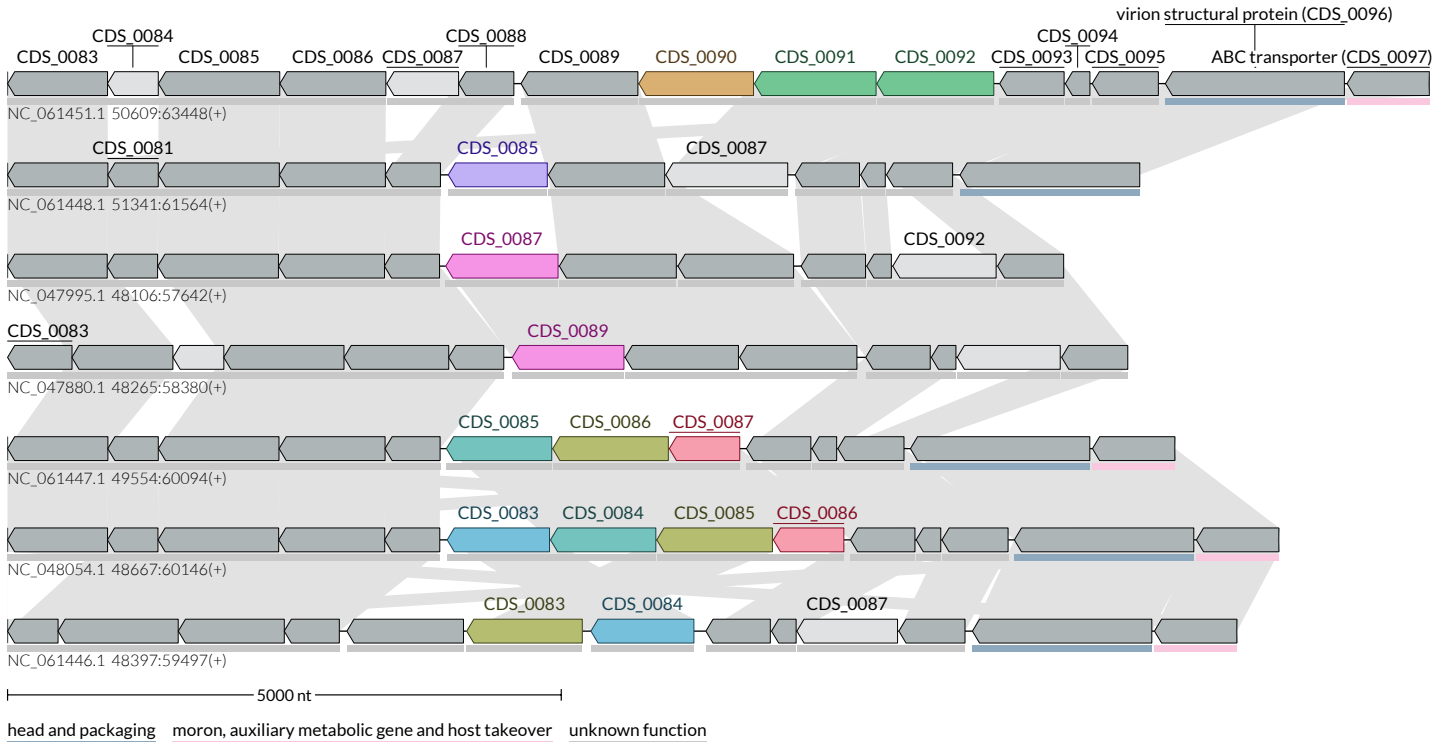 virion structural protein (CDS_0096)
CDS_0084 CDS_0088 CDS_0094
CDS_0083 CDS_0085 CDS_0086 CDS_0087 CDS_0089 CDS_0090 CDS_0091 CDS_0092 CDS_0093 CDS_0095 ABC transporter (CDS_0097)
NC_061451.1 50609:63448(+)
CDS_0081 CDS_0085 CDS_0087
NC_061448.1 51341:61564(+)
CDS_0087 CDS_0092
NC_047995.1 48106:57642(+)
CDS_0083 CDS_0089
NC_047880.1 48265:58380(+)
CDS_0085 CDS_0086 CDS_0087
NC_061447.1 49554:60094(+)
CDS_0083 CDS_0084 CDS_0085 CDS_0086
NC_048054.1 48667:60146(+)
CDS_0083 CDS_0084 CDS_0087
NC_061446.1 48397:59497(+)
5000 nt
head and packaging moron, auxiliary metabolic gene and host takeover unknown function